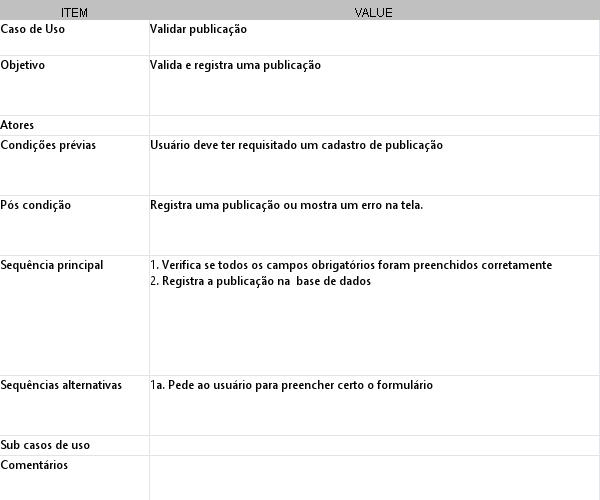 ITEM VALUE
Caso de Uso Validar publicação
Objetivo Valida e registra uma publicação
Atores
Condições prévias Usuário deve ter requisitado um cadastro de publicação
Pós condição Registra uma publicação ou mostra um erro na tela.
Sequência principal 1. Verifica se todos os campos obrigatórios foram preenchidos corretamente
2. Registra a publicação na  base de dados
Sequências alternativas 1a. Pede ao usuário para preencher certo o formulário
Sub casos de uso
Comentários